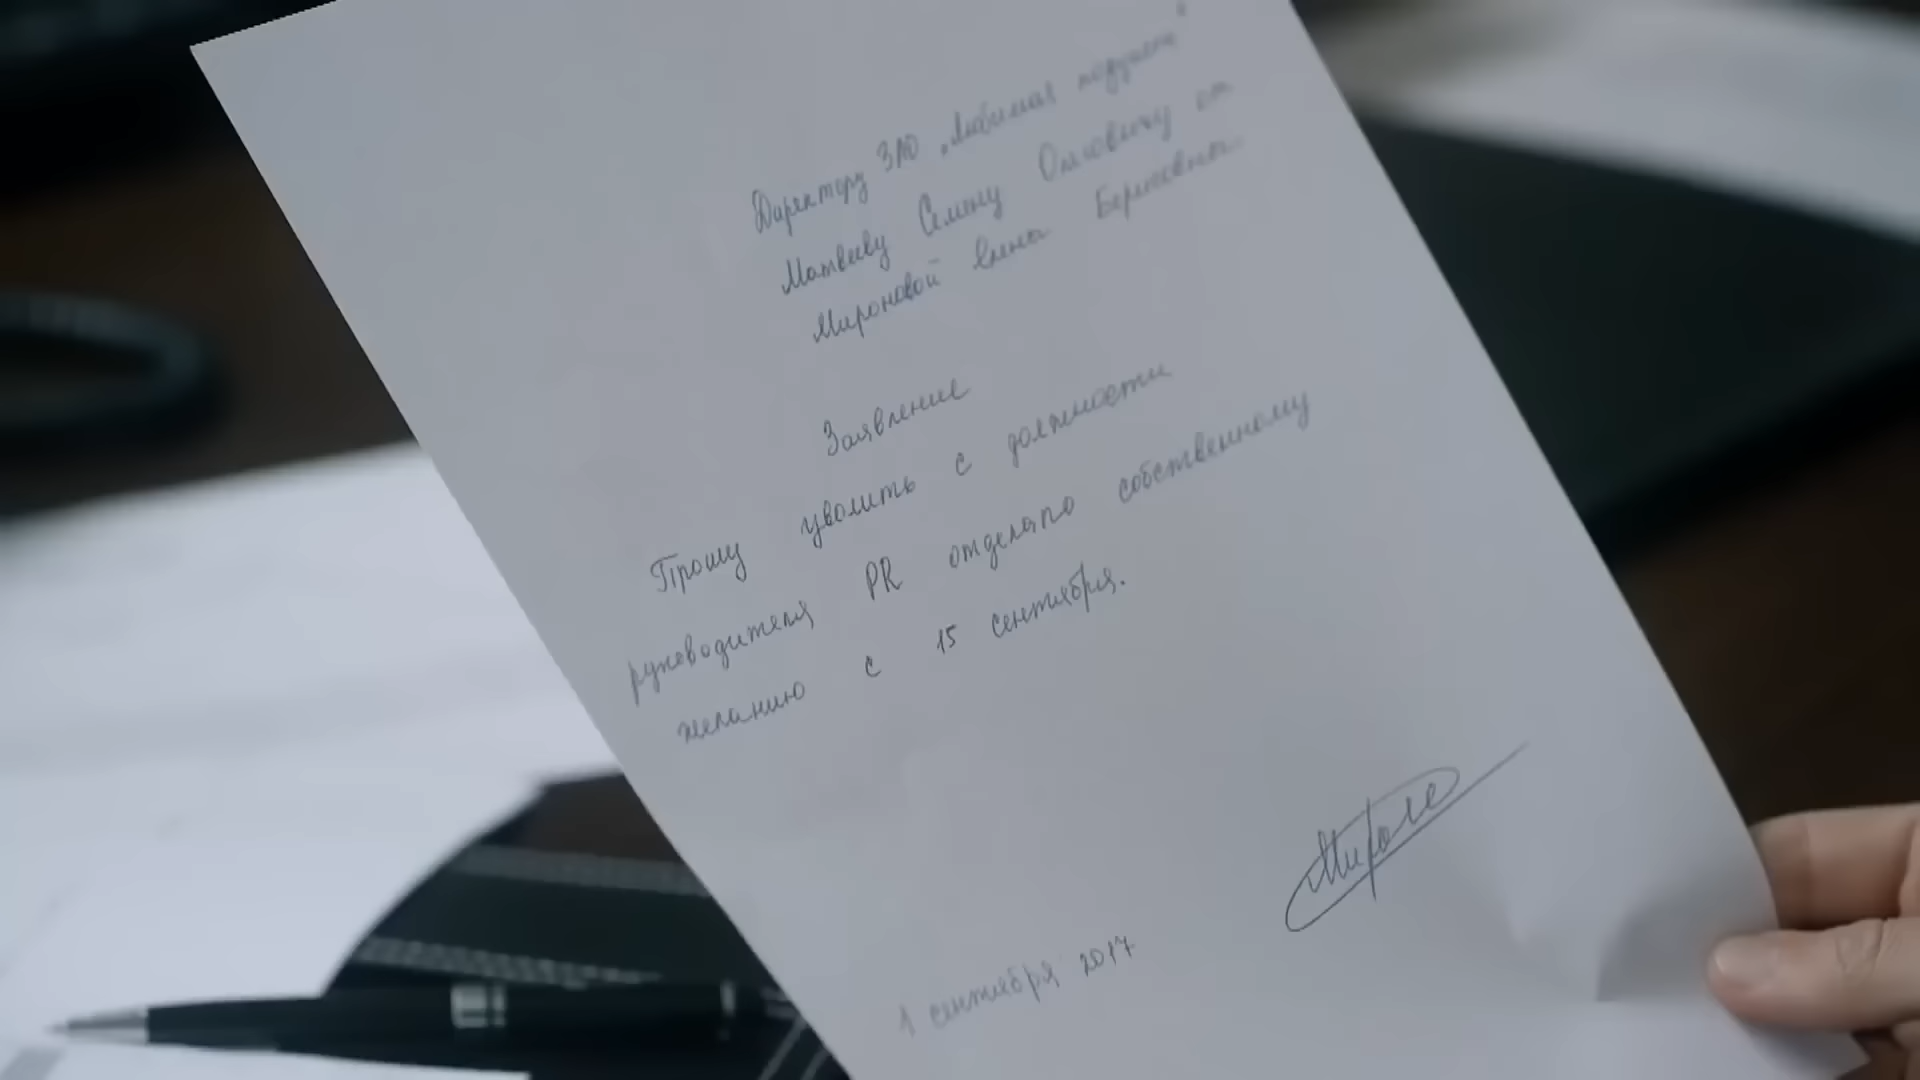 Директору ЗАО „Любимая подушка"
Матвееву Семену Олеговичу от
Мироновой Елены Беримовны
Заявление
Прошу уволить с должности
руководителя PR отдела по собственному
желанию с 15 сентября.
1 сентября 2017